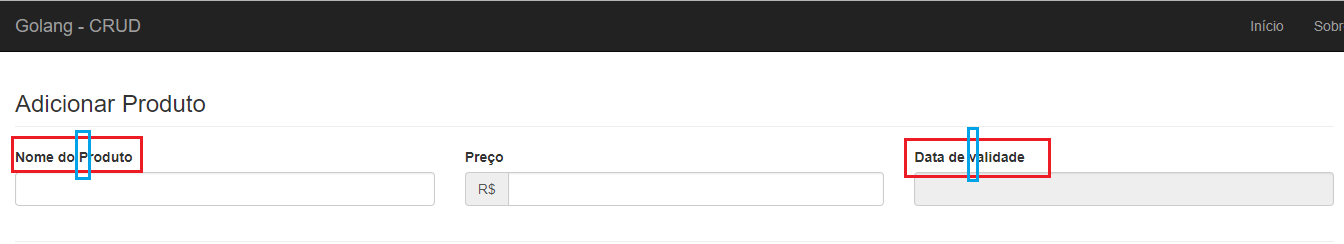 Golang - CRUD Início Sobr
Adicionar Produto
Nome do Produto Preço Data de validade
R$